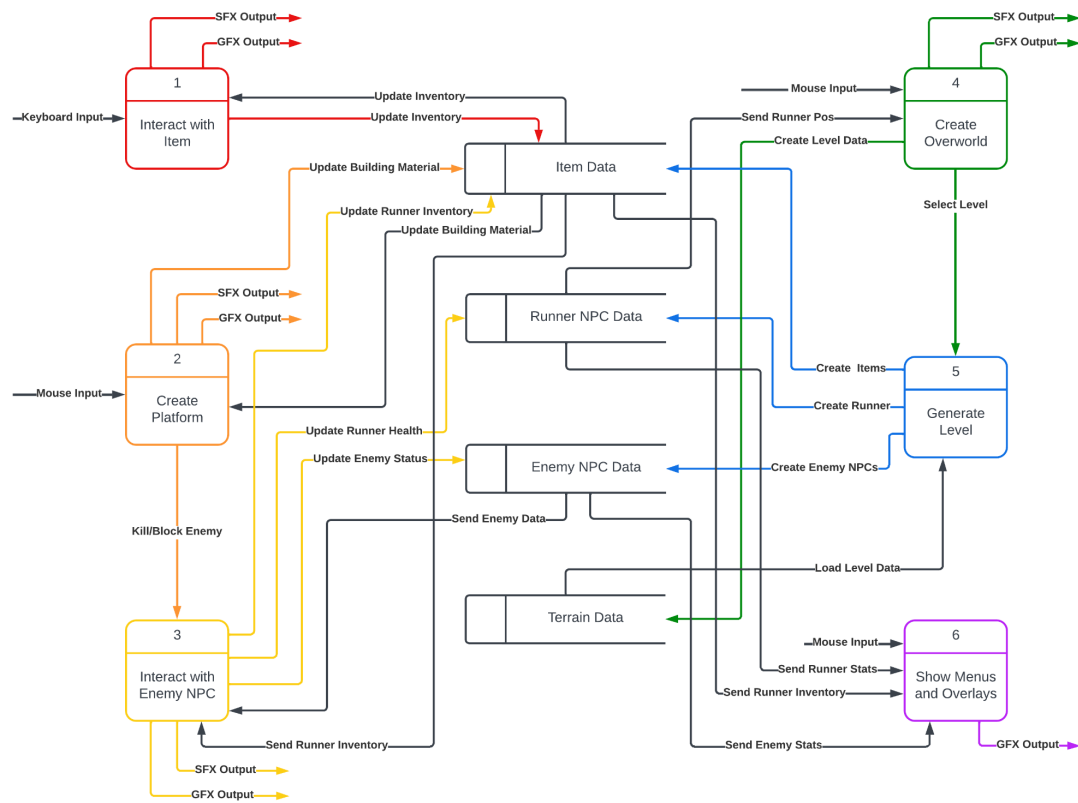 SFX Output
GFX Output
1
Interact with
Item
Keyboard Input
Update Inventory
Update Inventory
SFX Output
GFX Output
4
Create
Overworld
Mouse Input
Send Runner Pos
Create Level Data
Select Level
Item Data
Update Building Material
Update Runner Inventory
Update Building Material
SFX Output
GFX Output
2
Create
Platform
Mouse Input
Runner NPC Data
Create  Items
Create Runner
Create Enemy NPCs
5
Generate
Level
Update Runner Health
Update Enemy Status
Enemy NPC Data
Send Enemy Data
Kill/Block Enemy
Load Level Data
Terrain Data
3
Interact with
Enemy NPC
Send Runner Inventory
SFX Output
GFX Output
Mouse Input
Send Runner Stats
Send Runner Inventory
Send Enemy Stats
6
Show Menus
and Overlays
GFX Output